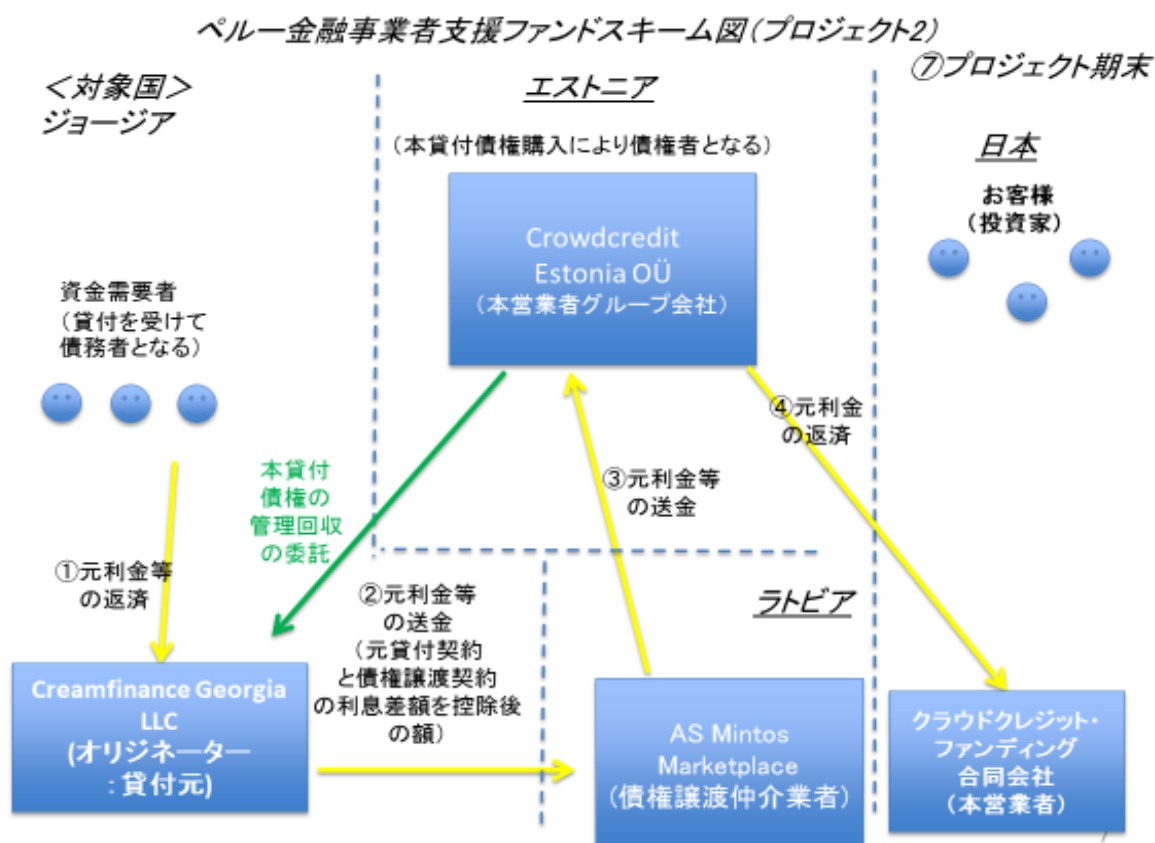 ペルー金融事業者支援ファンドスキーム図(プロジェクト2)
⑦プロジェクト期末
＜対象国＞
ジョージア
エストニア
(本貸付債権購入により債権者となる)
日本
お客様
(投資家)
Crowdcredit
Estonia OÜ
(本営業者グループ会社)
資金需要者
(貸付を受けて
債務者となる)
④元利金
の返済
③元利金等
の送金
本貸付
債権の
管理回収
の委託
①元利金等
の返済
②元利金等
の送金
(元貸付契約
と債権譲渡契約
の利息差額を控除後
の額)
ラトビア
Creamfinance Georgia
LLC
(オリジネーター
:貸付元)
AS Mintos
Marketplace
(債権譲渡仲介業者)
クラウドクレジット・
ファンディング
合同会社
(本営業者)